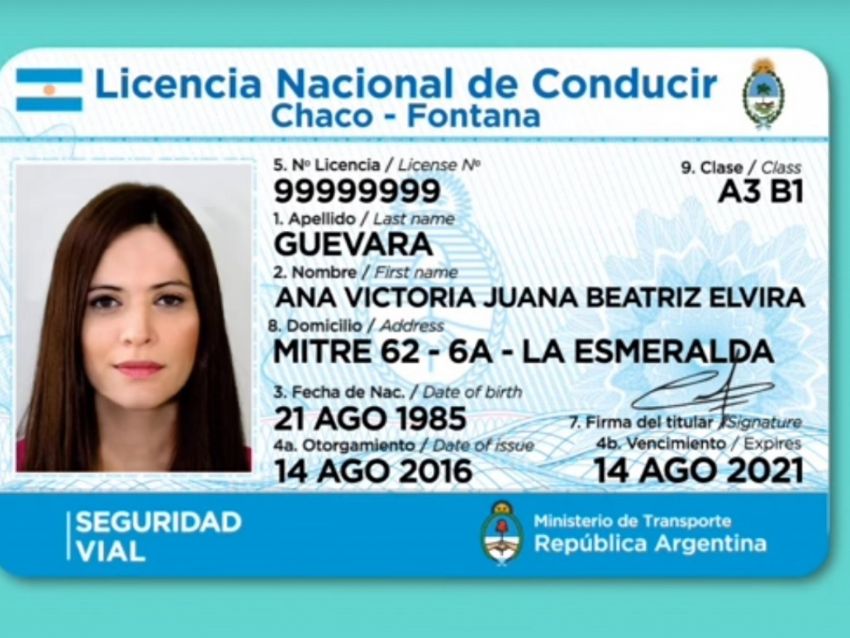 Licencia Nacional de Conducir
Chaco - Fontana
5. Nº Licencia / License Nº
9. Clase / Class
99999999
A3 B1
1. Apellido / Last name
GUEVARA
2. Nombre / First name
ANA VICTORIA JUANA BEATRIZ ELVIRA
8. Domicilio / Address
MITRE 62 - 6A - LA ESMERALDA
3. Fecha de Nac. / Date of birth
21 AGO 1985
7. Firma del titular / Signature
4a. Otorgamiento / Date of issue
4b. Vencimiento / Expires
14 AGO 2016
14 AGO 2021
SEGURIDAD
VIAL
Ministerio de Transporte
República Argentina